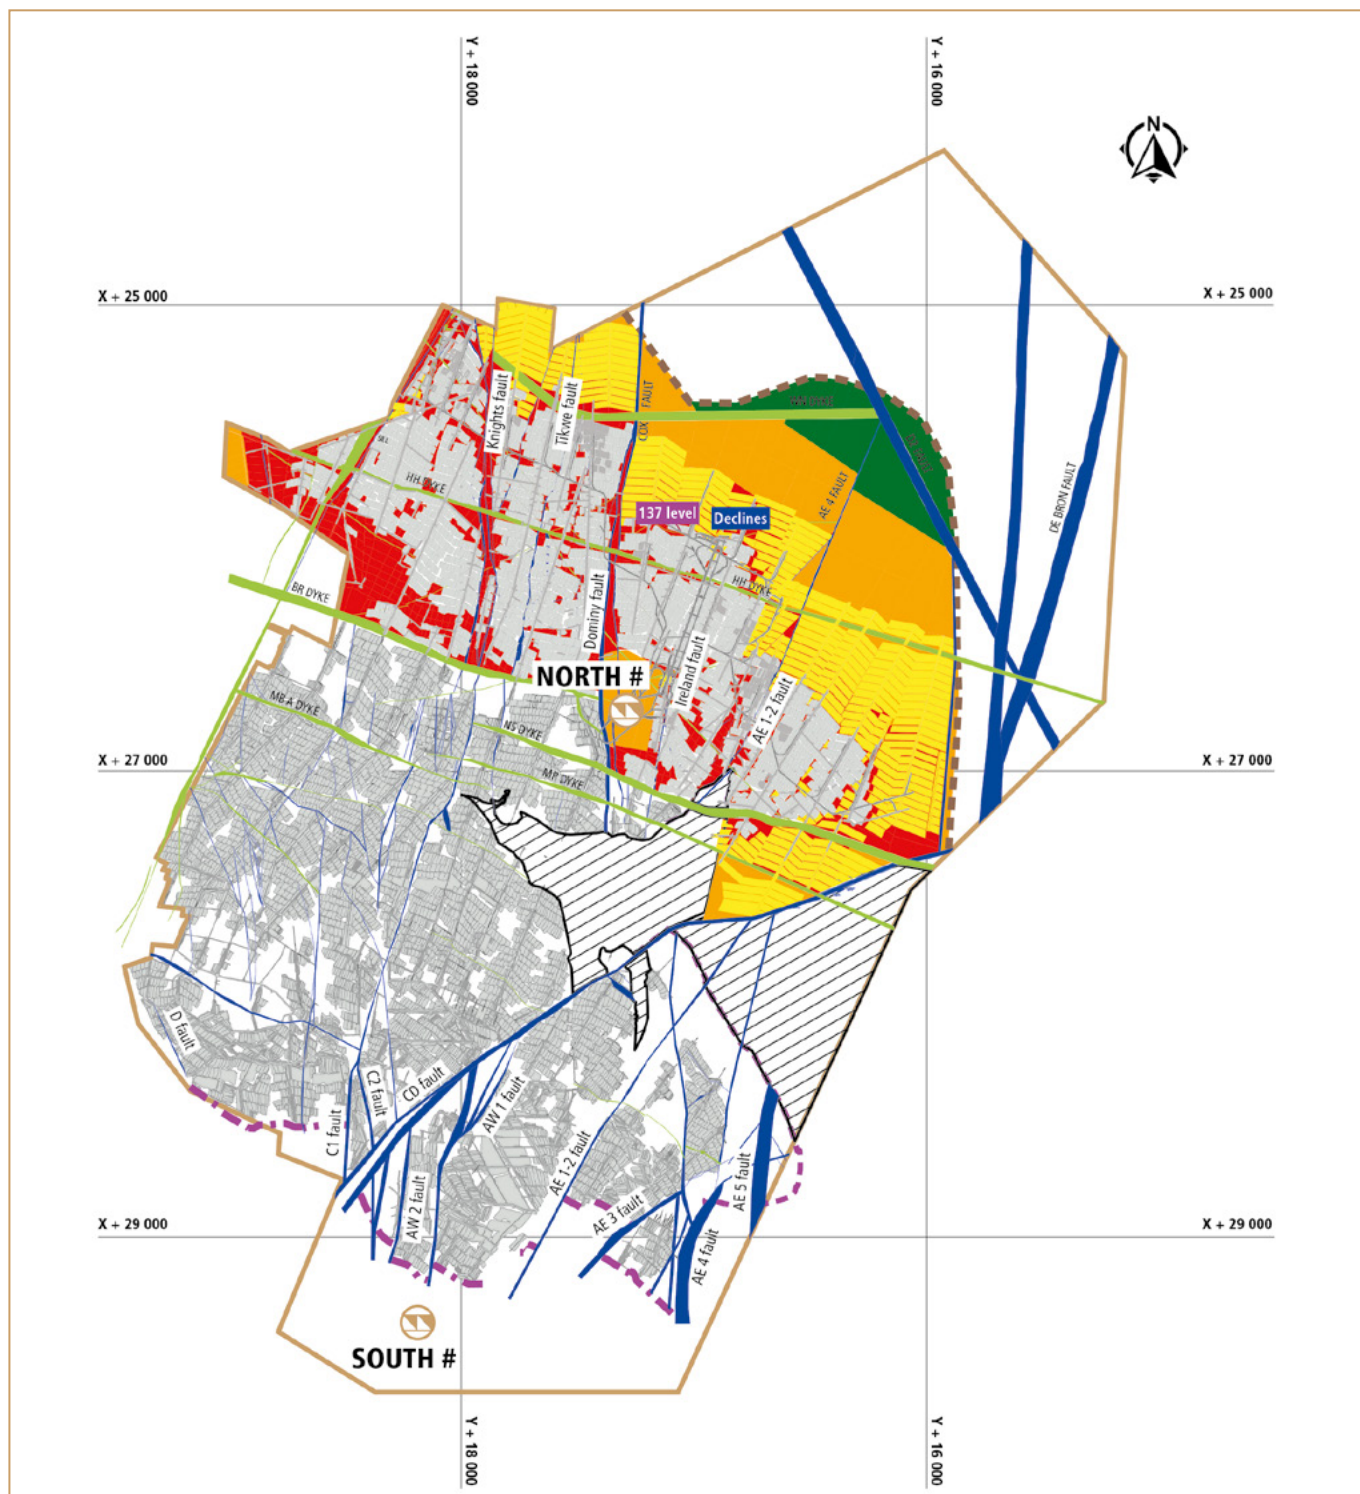 Y + 18 000
Y + 16 000
N
X + 25 000
X + 25 000
Knights fault
Tikwe fault
COX FAULT
SEL
HH DYKE
AE 4 FAULT
DE BRON FAULT
137 level
Declines
BR DYKE
HH DYKE
Dominy fault
Ireland fault
NORTH #
AE 1-2 fault
MB A DYKE
NS DYKE
MR DYKE
X + 27 000
X + 27 000
D fault
C2 fault
CD fault
AW 1 fault
C1 fault
AE 1-2 fault
AW 2 fault
AE 3 fault
AE 5 fault
AE 4 fault
X + 29 000
X + 29 000
SOUTH #
Y + 18 000
Y + 16 000